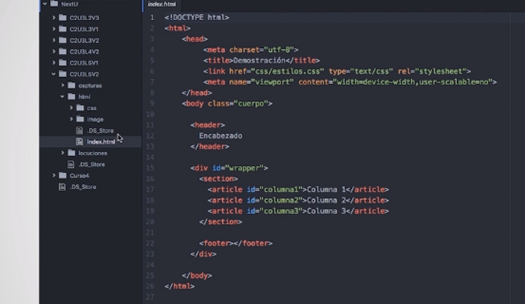 NextU
C2U3L3V3
C2U3L3V1
C2U3L3V2
C2U3L4V2
C2U3L5V1
C2U3L5V2
capturas
html
css
image
.DS_Store
index.html
locuciones
.DS_Store
Curso4
.DS_Store
index.html
1 <!DOCTYPE html>
2 <html>
3 <head>
4 <meta charset="utf-8">
5 <title>Demostración</title>
6 <link href="css/estilos.css" type="text/css" rel="stylesheet">
7 <meta name="viewport" content="width=device-width,user-scalable=no">
8 </head>
9 <body class="cuerpo">
10
11 <header>
12 Encabezado
13 </header>
14
15 <div id="wrapper">
16 <section>
17 <article id="columna1">Columna 1</article>
18 <article id="columna2">Columna 2</article>
19 <article id="columna3">Columna 3</article>
20 </section>
21
22 <footer></footer>
23 </div>
24
25 </body>
26 </html>
27